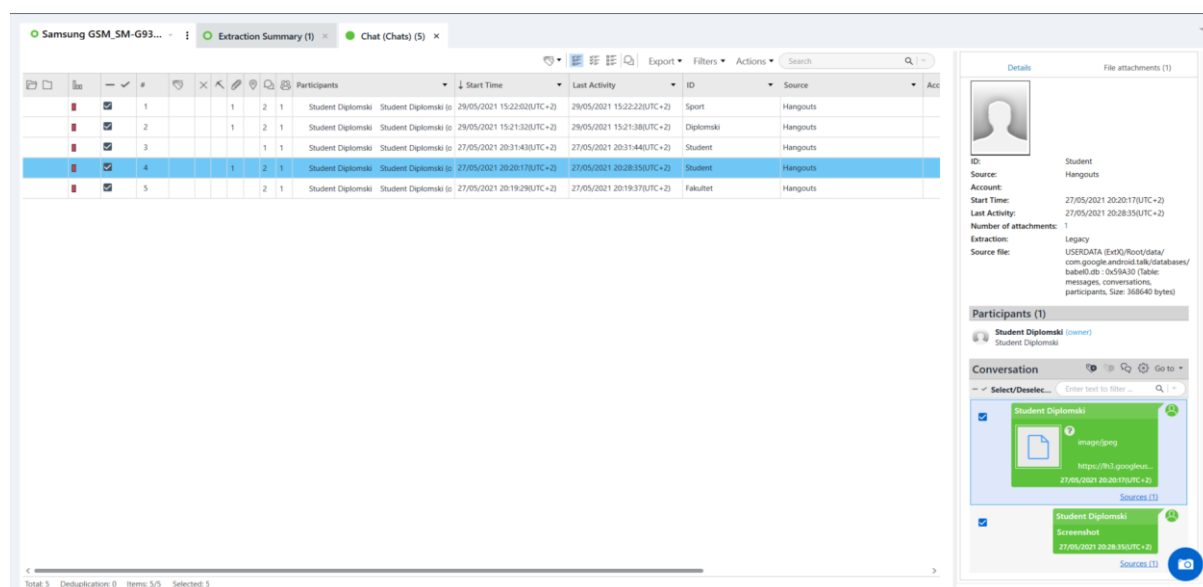 Samsung GSM_SM-G93...
Extraction Summary (1) ×
Chat (Chats) (5) ×
Export Filters Actions Search
# Participants ↓ Start Time Last Activity ID Source Acc
1 1 2 1 Student Diplomski Student Diplomski (o 29/05/2021 15:22:02(UTC+2) 29/05/2021 15:22:22(UTC+2) Sport Hangouts
2 1 2 1 Student Diplomski Student Diplomski (o 29/05/2021 15:21:32(UTC+2) 29/05/2021 15:21:38(UTC+2) Diplomski Hangouts
3 1 1 Student Diplomski Student Diplomski (o 27/05/2021 20:31:43(UTC+2) 27/05/2021 20:31:44(UTC+2) Student Hangouts
4 1 2 1 Student Diplomski Student Diplomski (o 27/05/2021 20:20:17(UTC+2) 27/05/2021 20:28:35(UTC+2) Student Hangouts
5 2 1 Student Diplomski Student Diplomski (o 27/05/2021 20:19:29(UTC+2) 27/05/2021 20:19:37(UTC+2) Fakultet Hangouts
Total: 5 Deduplication: 0 Items: 5/5 Selected: 5
Details File attachments (1)
ID: Student
Source: Hangouts
Account:
Start Time: 27/05/2021 20:20:17(UTC+2)
Last Activity: 27/05/2021 20:28:35(UTC+2)
Number of attachments: 1
Extraction: Legacy
Source file: USERDATA (ExtX)/Root/data/
com.google.android.talk/databases/
babel0.db : 0x59A30 (Table:
messages, conversations,
participants, Size: 368640 bytes)
Participants (1)
Student Diplomski (owner)
Student Diplomski
Conversation Go to
Select/Deselec... Enter text to filter ...
Student Diplomski
image/jpeg
https://lh3.googleus...
27/05/2021 20:20:17(UTC+2)
Sources (1)
Student Diplomski
Screenshot
27/05/2021 20:28:35(UTC+2)
Sources (1)